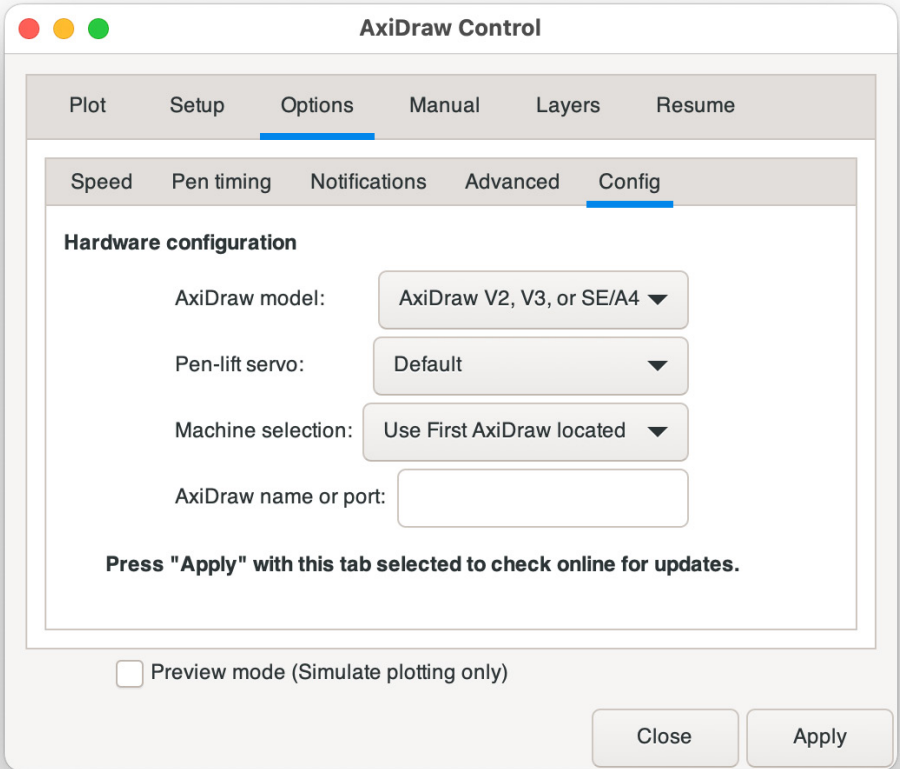 AxiDraw Control
Plot Setup Options Manual Layers Resume
Speed Pen timing Notifications Advanced Config
Hardware configuration
AxiDraw model: AxiDraw V2, V3, or SE/A4
Pen-lift servo: Default
Machine selection: Use First AxiDraw located
AxiDraw name or port:
Press "Apply" with this tab selected to check online for updates.
Preview mode (Simulate plotting only)
Close Apply